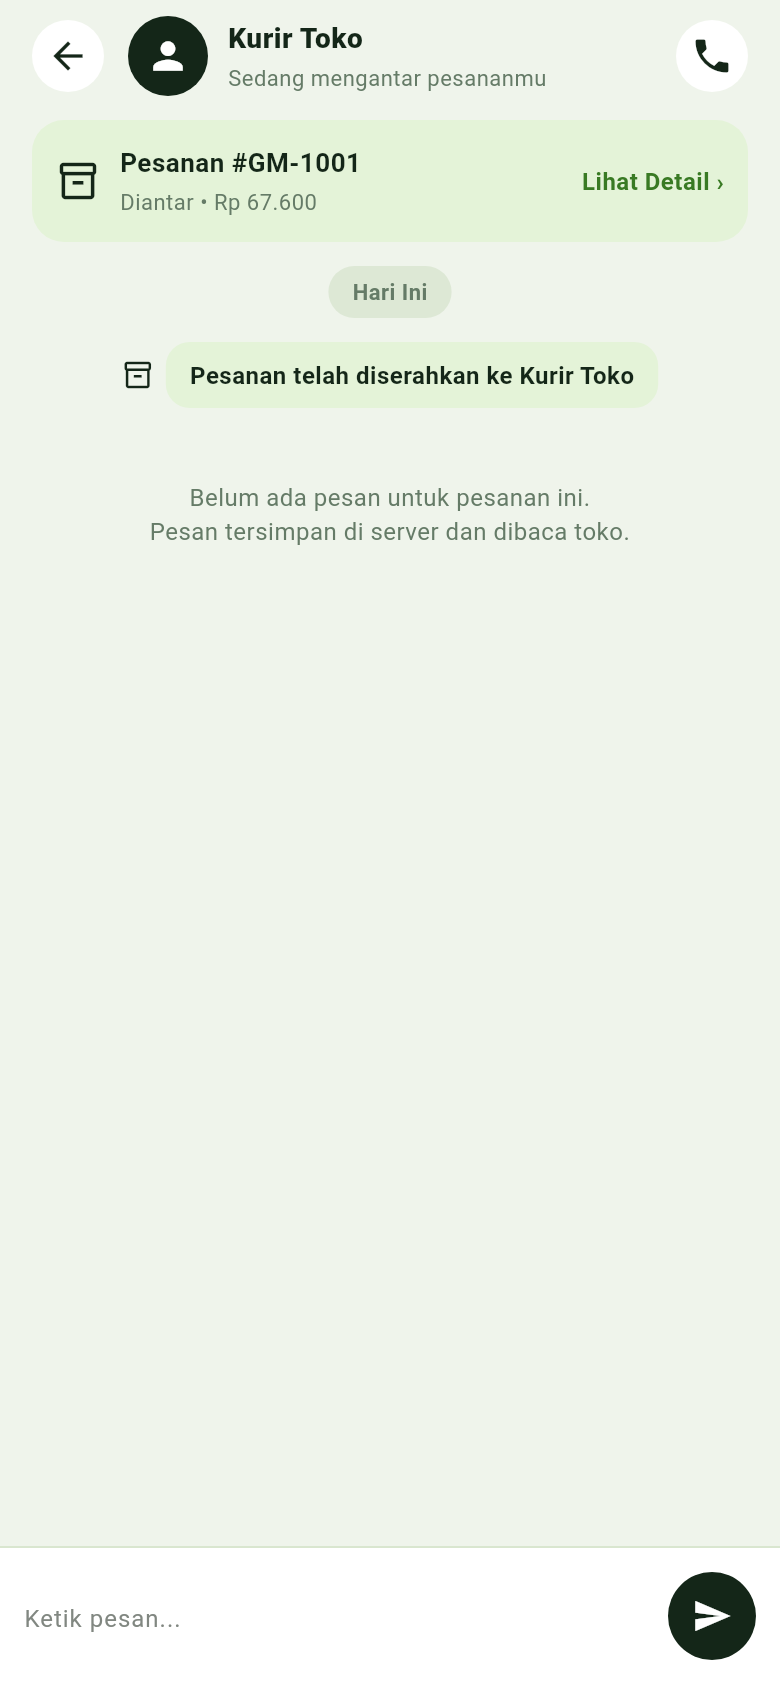 Kurir Toko
Sedang mengantar pesananmu
Pesanan #GM-1001
Diantar • Rp 67.600
Lihat Detail ›
Hari Ini
Pesanan telah diserahkan ke Kurir Toko
Belum ada pesan untuk pesanan ini.
Pesan tersimpan di server dan dibaca toko.
Ketik pesan...